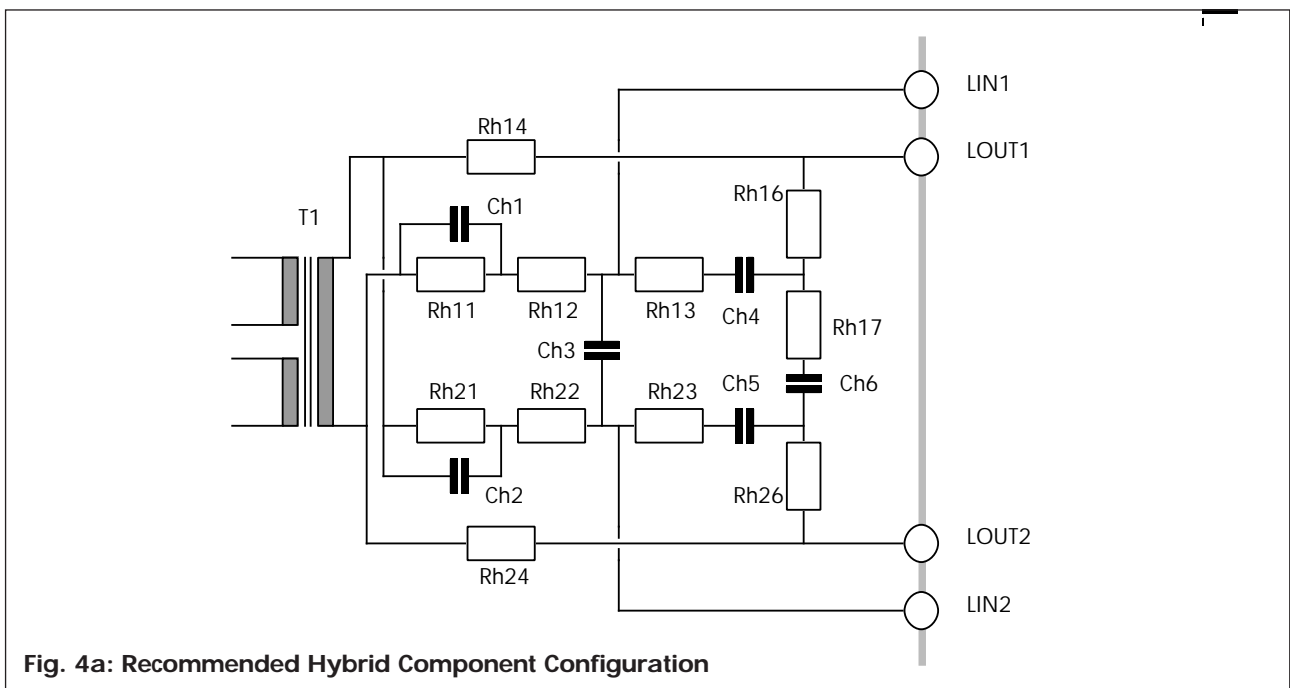 LIN1
Rh14
LOUT1
Rh16
T1
Ch1
Rh11
Rh12
Rh13
Ch4
Rh17
Ch3
Rh21
Rh22
Rh23
Ch5
Ch6
Ch2
Rh26
LOUT2
Rh24
LIN2
Fig. 4a: Recommended Hybrid Component Configuration